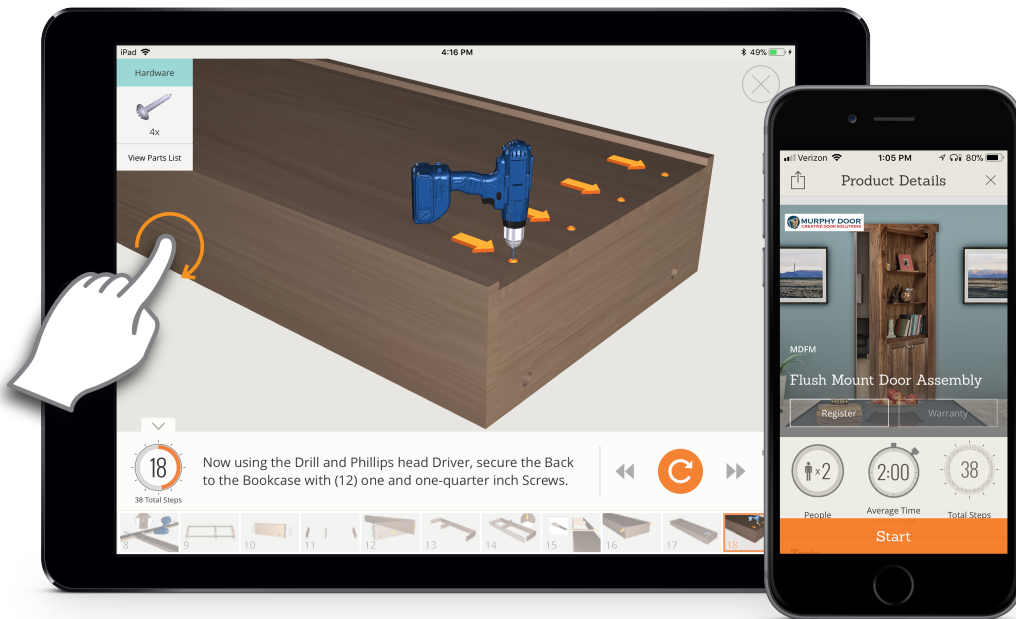 iPad
4:16 PM
49%
Hardware
4x
View Parts List
18
38 Total Steps
Now using the Drill and Phillips head Driver, secure the Back
to the Bookcase with (12) one and one-quarter inch Screws.
8
9
10
11
12
13
14
15
16
17
18
Verizon
1:05 PM
80%
Product Details
MURPHY DOOR
CREATIVE DOOR SOLUTIONS
MDFM
Flush Mount Door Assembly
Register
Warranty
×2
2:00
38
People
Average Time
Total Steps
Start
Tools